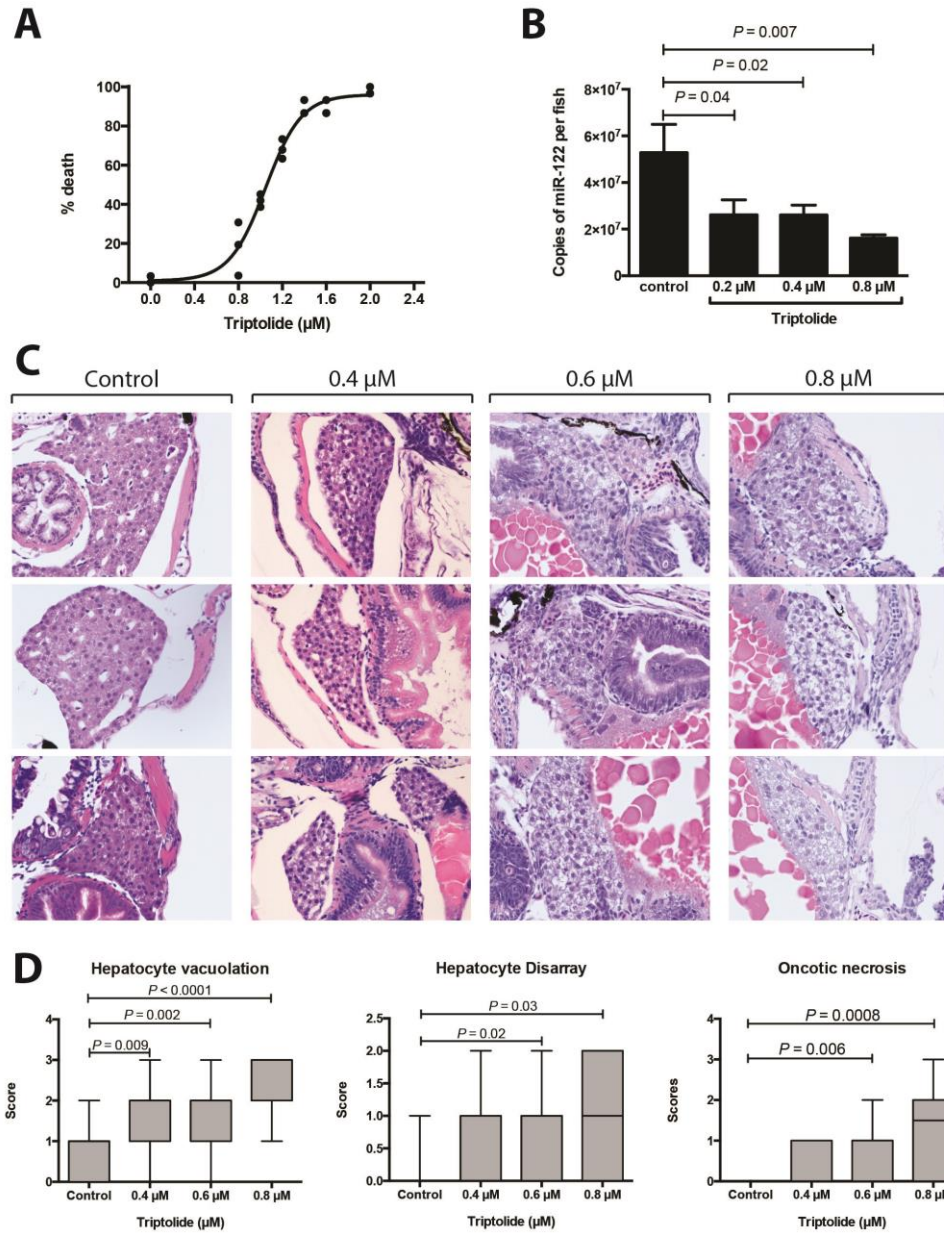 A
% death
100
80
60
40
20
0
0.0 0.4 0.8 1.2 1.6 2.0 2.4
Triptolide (µM)
B
P = 0.007
P = 0.02
P = 0.04
Copies of miR-122 per fish
8×10⁷
6×10⁷
4×10⁷
2×10⁷
0
control 0.2 µM 0.4 µM 0.8 µM
Triptolide
C
Control 0.4 µM 0.6 µM 0.8 µM
D
Hepatocyte vacuolation
P < 0.0001
P = 0.002
P = 0.009
Score
4
3
2
1
0
Control 0.4 µM 0.6 µM 0.8 µM
Triptolide (µM)
Hepatocyte Disarray
P = 0.03
P = 0.02
Score
2.5
2.0
1.5
1.0
0.5
0.0
Control 0.4 µM 0.6 µM 0.8 µM
Triptolide (µM)
Oncotic necrosis
P = 0.0008
P = 0.006
Scores
4
3
2
1
0
Control 0.4 µM 0.6 µM 0.8 µM
Triptolide (µM)